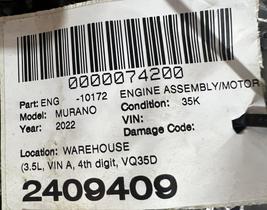 0000074200
Part: ENG -10172 ENGINE ASSEMBLY/MOTOR
Model: MURANO Condition: 35K
Year: 2022 VIN:
Damage Code:
Location: WAREHOUSE
(3.5L, VIN A, 4th digit, VQ35D
2409409